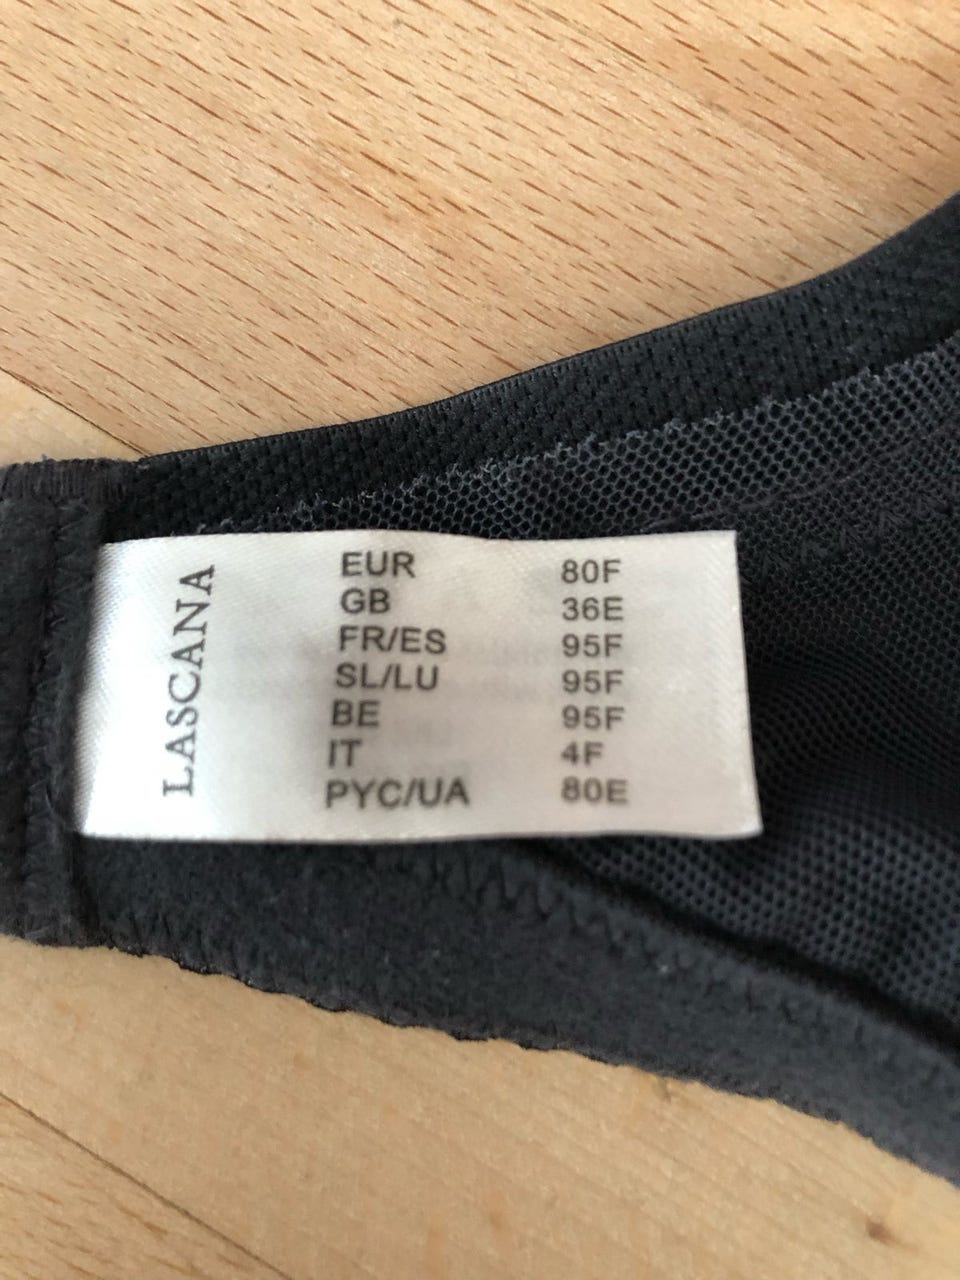 LASCANA
EUR 80F
GB 36E
FR/ES 95F
SL/LU 95F
BE 95F
IT 4F
PYC/UA 80E